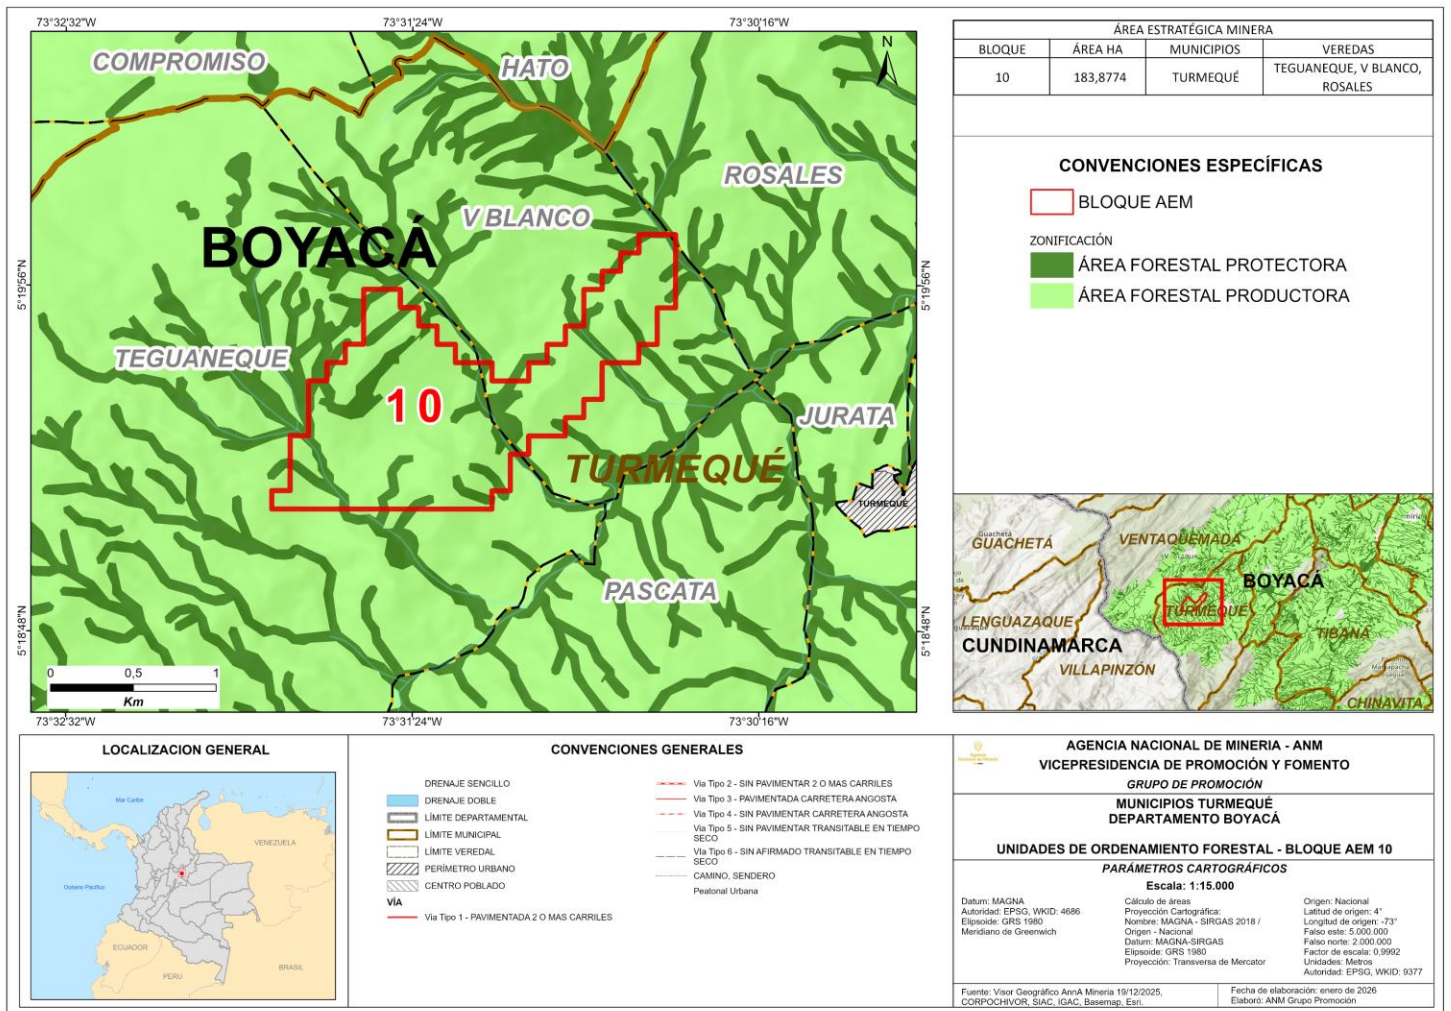 73°32'32"W
73°31'24"W
73°30'16"W
COMPROMISO
HATO
N
ROSALES
V BLANCO
BOYACÁ
5°19'56"N
5°19'56"N
TEGUANEQUE
10
JURATA
TURMEQUÉ
TURMEQUE
PASCATA
5°18'48"N
5°18'48"N
0 0,5 1
Km
73°32'32"W
73°31'24"W
73°30'16"W
ÁREA ESTRATÉGICA MINERA
BLOQUE ÁREA HA MUNICIPIOS VEREDAS
10 183,8774 TURMEQUÉ TEGUANEQUE, V BLANCO,
ROSALES
CONVENCIONES ESPECÍFICAS
BLOQUE AEM
ZONIFICACIÓN
ÁREA FORESTAL PROTECTORA
ÁREA FORESTAL PRODUCTORA
Guachetá
GUACHETÁ
VENTAQUEMADA
BOYACÁ
TURMEQUÉ
LENGUAZAQUE
TIBANÁ
CUNDINAMARCA
VILLAPINZÓN
CHINAVITA
LOCALIZACION GENERAL
Mar Caribe
VENEZUELA
Océano Pacífico
ECUADOR
PERU
BRASIL
CONVENCIONES GENERALES
DRENAJE SENCILLO
DRENAJE DOBLE
LÍMITE DEPARTAMENTAL
LÍMITE MUNICIPAL
LÍMITE VEREDAL
PERÍMETRO URBANO
CENTRO POBLADO
VÍA
Via Tipo 1 - PAVIMENTADA 2 O MAS CARRILES
Via Tipo 2 - SIN PAVIMENTAR 2 O MAS CARRILES
Via Tipo 3 - PAVIMENTADA CARRETERA ANGOSTA
Via Tipo 4 - SIN PAVIMENTAR CARRETERA ANGOSTA
Via Tipo 5 - SIN PAVIMENTAR TRANSITABLE EN TIEMPO
SECO
Vía Tipo 6 - SIN AFIRMADO TRANSITABLE EN TIEMPO
SECO
CAMINO, SENDERO
Peatonal Urbana
AGENCIA NACIONAL DE MINERIA - ANM
VICEPRESIDENCIA DE PROMOCIÓN Y FOMENTO
GRUPO DE PROMOCIÓN
MUNICIPIOS TURMEQUÉ
DEPARTAMENTO BOYACÁ
UNIDADES DE ORDENAMIENTO FORESTAL - BLOQUE AEM 10
PARÁMETROS CARTOGRÁFICOS
Escala: 1:15.000
Datum: MAGNA
Autoridad: EPSG, WKID: 4686
Elipsoide: GRS 1980
Meridiano de Greenwich
Cálculo de áreas
Proyección Cartográfica:
Nombre: MAGNA - SIRGAS 2018 /
Origen - Nacional
Datum: MAGNA-SIRGAS
Elipsoide: GRS 1980
Proyección: Transversa de Mercator
Origen: Nacional
Latitud de origen: 4°
Longitud de origen: -73°
Falso este: 5.000.000
Falso norte: 2.000.000
Factor de escala: 0,9992
Unidades: Metros
Autoridad: EPSG, WKID: 9377
Fuente: Visor Geográfico AnnA Mineria 19/12/2025,
CORPOCHIVOR, SIAC, IGAC, Basemap, Esri.
Fecha de elaboración: enero de 2026
Elaboró: ANM Grupo Promoción